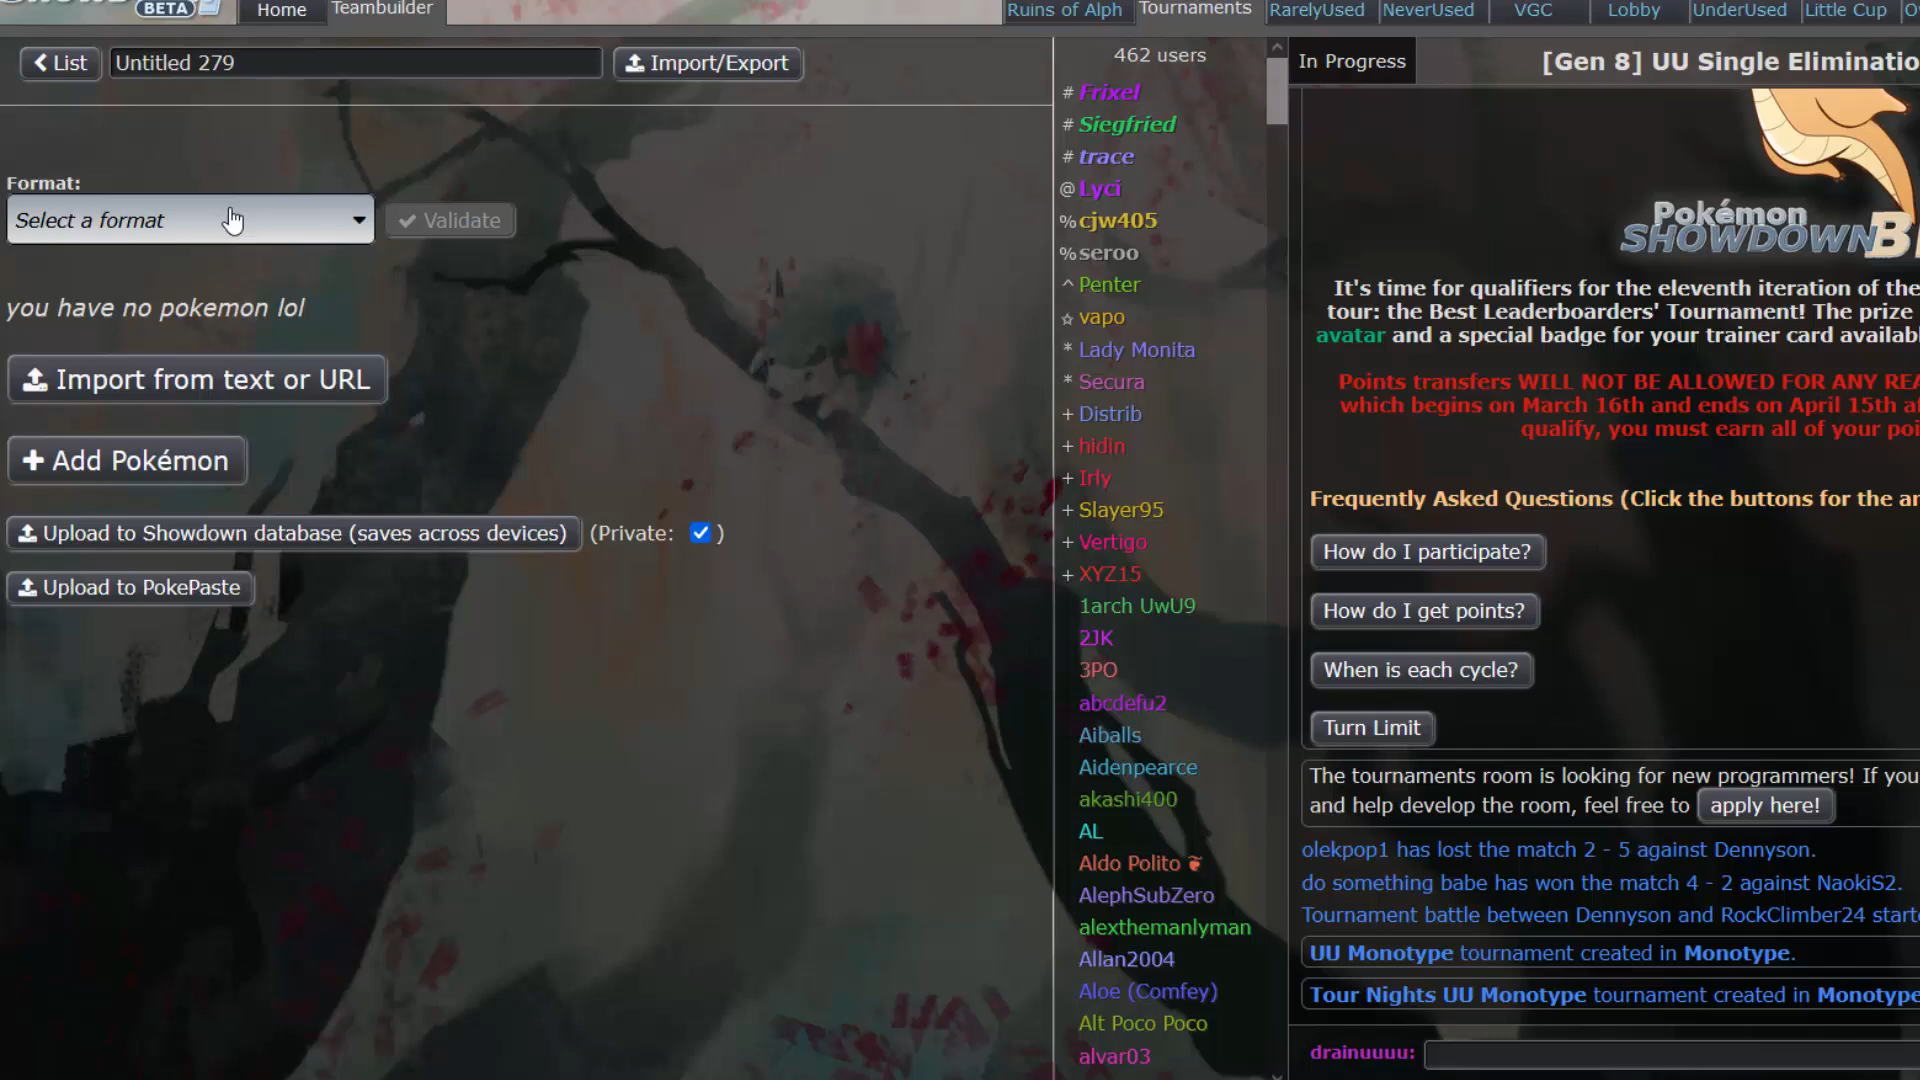 BETA
Home
Teambuilder
Ruins of Alph
Tournaments
RarelyUsed
NeverUsed
VGC
Lobby
UnderUsed
Little Cup
List
Untitled 279
Import/Export
Format:
Select a format
Validate
you have no pokemon lol
Import from text or URL
Add Pokémon
Upload to Showdown database (saves across devices)
(Private: )
Upload to PokePaste
462 users
# Frixel
# Siegfried
# trace
@ Lyci
% cjw405
% seroo
^ Penter
☆ vapo
* Lady Monita
* Secura
+ Distrib
+ hidin
+ Irly
+ Slayer95
+ Vertigo
+ XYZ15
1arch UwU9
2JK
3PO
abcdefu2
Aiballs
Aidenpearce
akashi400
AL
Aldo Polito ❦
AlephSubZero
alexthemanlyman
Allan2004
Aloe (Comfey)
Alt Poco Poco
alvar03
In Progress
[Gen 8] UU Single Eliminatio
Pokémon
SHOWDOWN B
It's time for qualifiers for the eleventh iteration of the
tour: the Best Leaderboarders' Tournament! The prize
avatar and a special badge for your trainer card availab
Points transfers WILL NOT BE ALLOWED FOR ANY REA
which begins on March 16th and ends on April 15th a
qualify, you must earn all of your poi
Frequently Asked Questions (Click the buttons for the a
How do I participate?
How do I get points?
When is each cycle?
Turn Limit
The tournaments room is looking for new programmers! If you
and help develop the room, feel free to apply here!
olekpop1 has lost the match 2 - 5 against Dennyson.
do something babe has won the match 4 - 2 against NaokiS2.
Tournament battle between Dennyson and RockClimber24 starte
UU Monotype tournament created in Monotype.
Tour Nights UU Monotype tournament created in Monotype
drainuuuu: